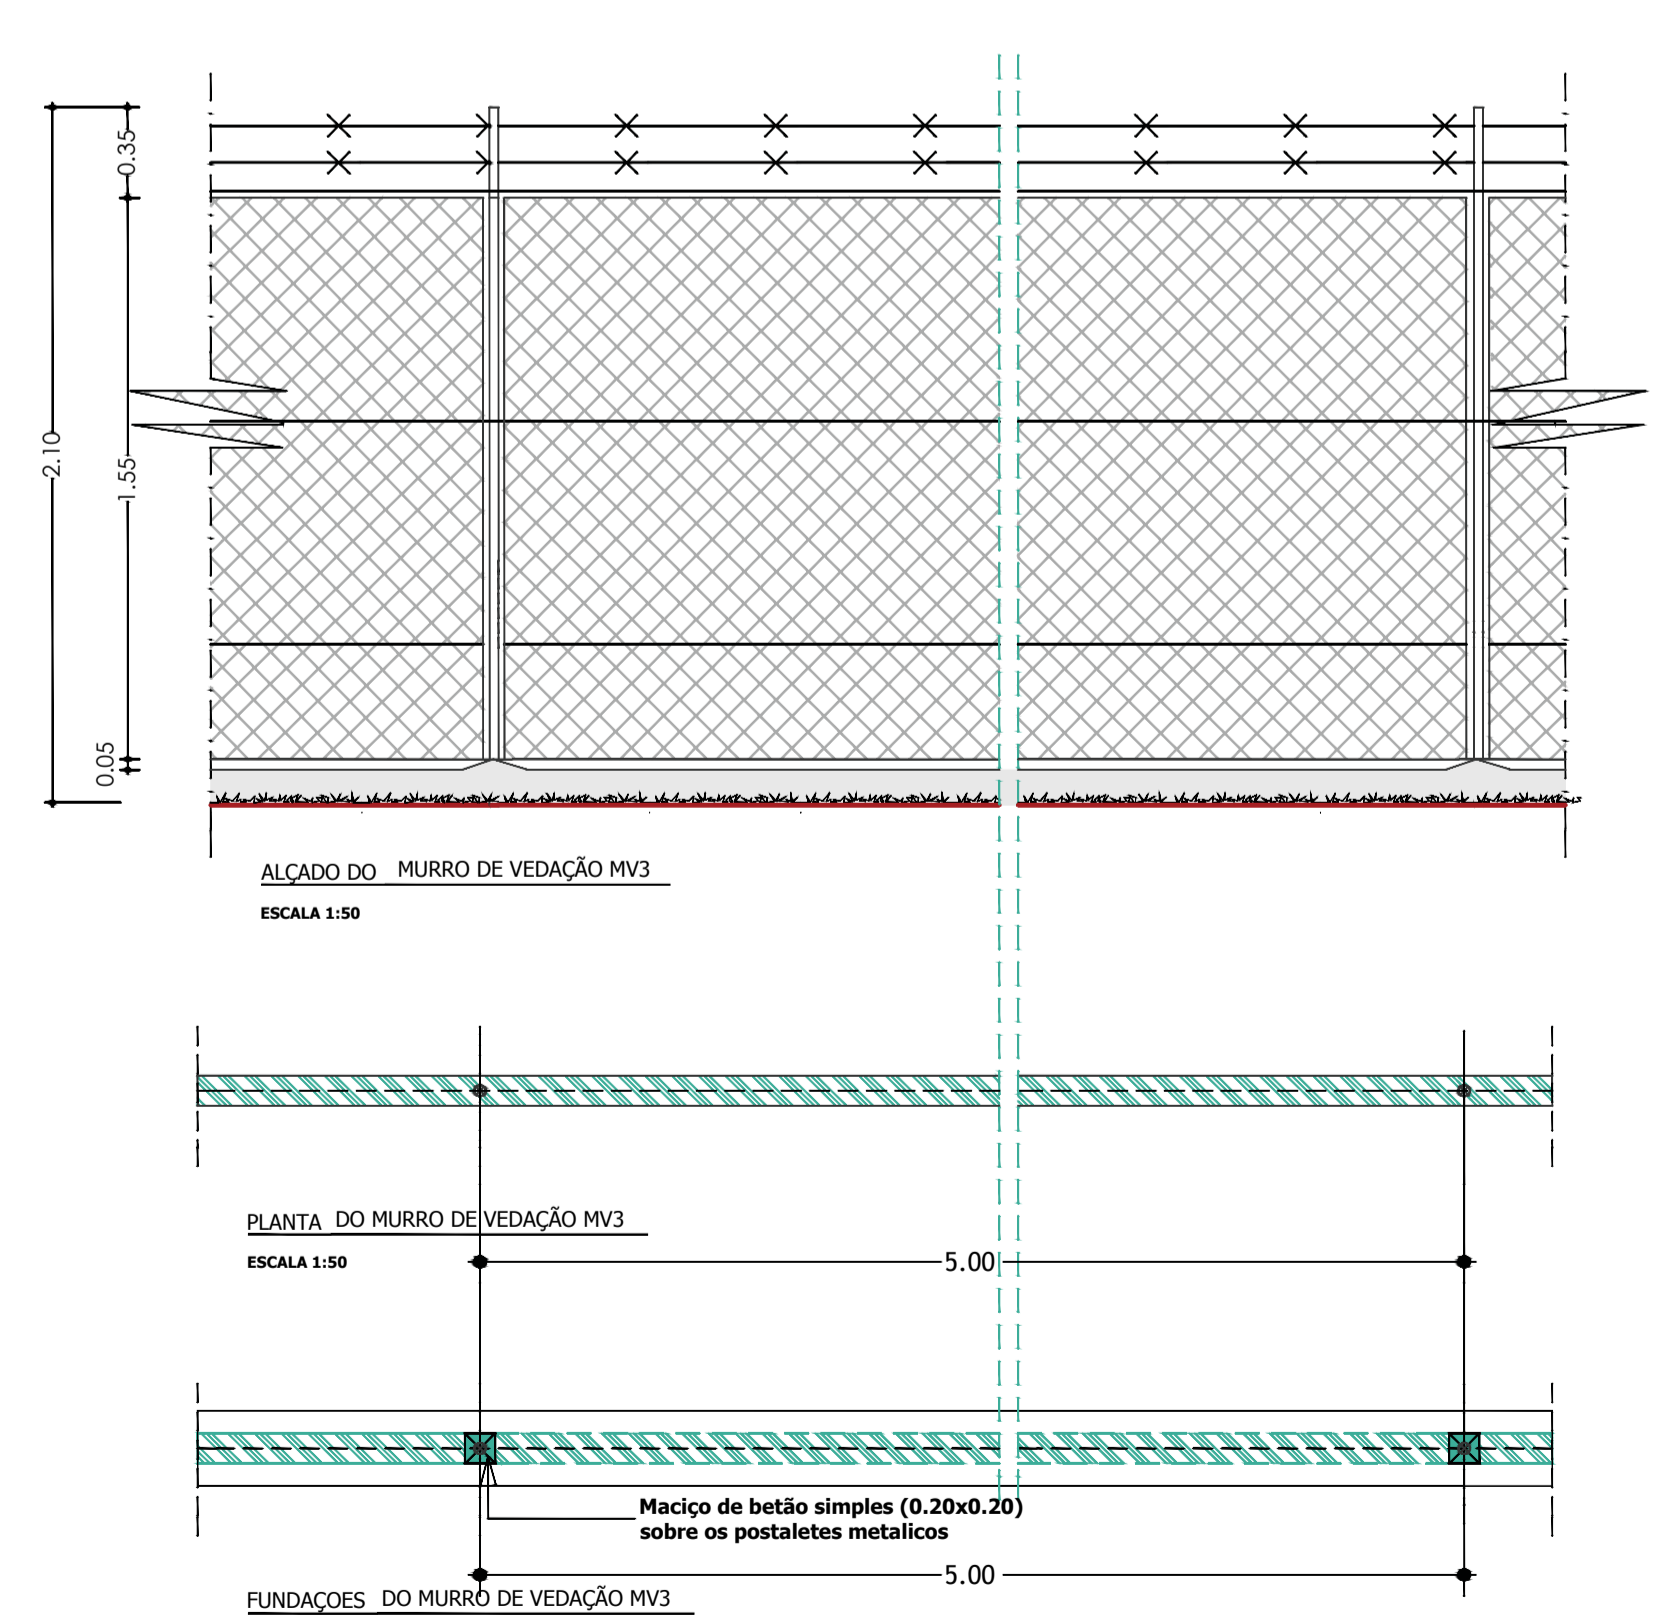 0.35
2.10
1.55
0.05
ALÇADO DO MURRO DE VEDAÇÃO MV3
ESCALA 1:50
PLANTA DO MURRO DE VEDAÇÃO MV3
ESCALA 1:50
5.00
Maciço de betão simples (0.20x0.20)
sobre os postaletes metalicos
5.00
FUNDAÇOES DO MURRO DE VEDAÇÃO MV3